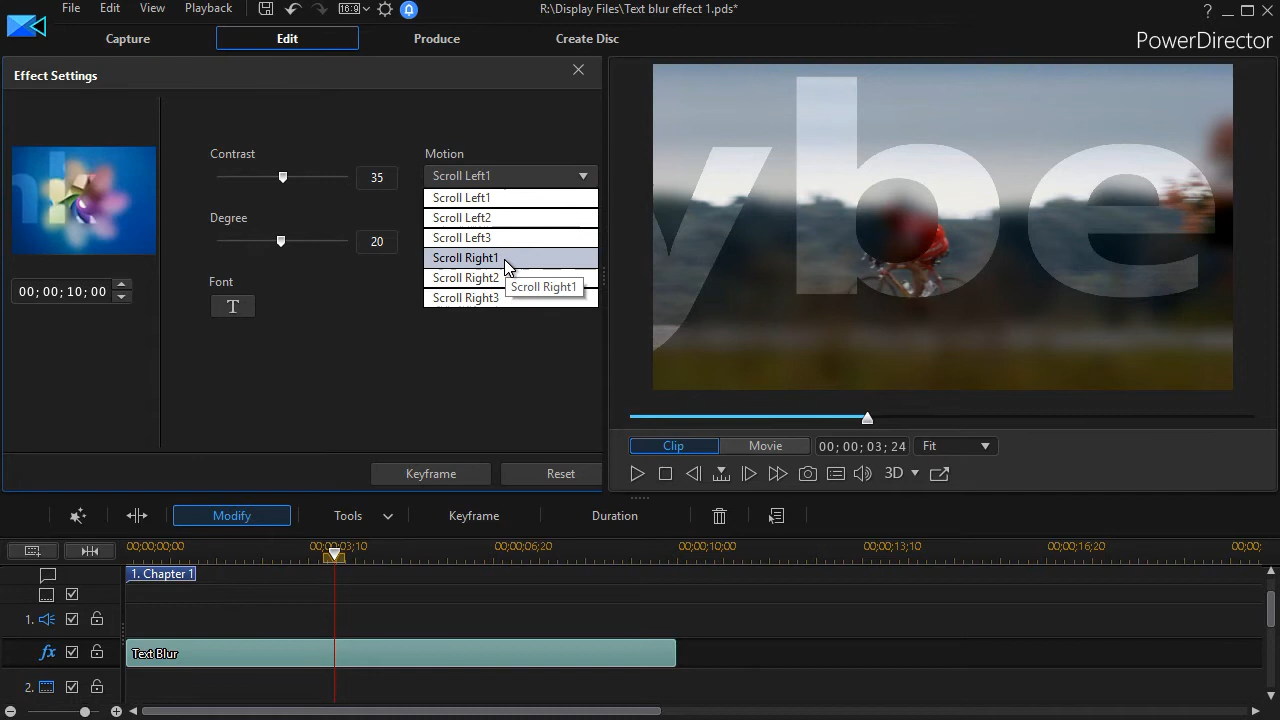 File Edit View Playback
16:9
R:\Display Files\Text blur effect 1.pds*
?
Capture Edit Produce Create Disc
PowerDirector
Effect Settings
Contrast
35
Motion
Scroll Left1
Scroll Left1
Scroll Left2
Scroll Left3
Scroll Right1
Scroll Right2
Scroll Right1
Scroll Right3
Degree
20
Font
T
00; 00; 10; 00
Keyframe Reset
ybe
Clip Movie 00; 00; 03; 24 Fit
3D
Modify Tools Keyframe Duration
00;00;00;00 00;00;03;10 00;00;06;20 00;00;10;00 00;00;13;10 00;00;16;20 00;00;
1. Chapter 1
1.
fx Text Blur
2.